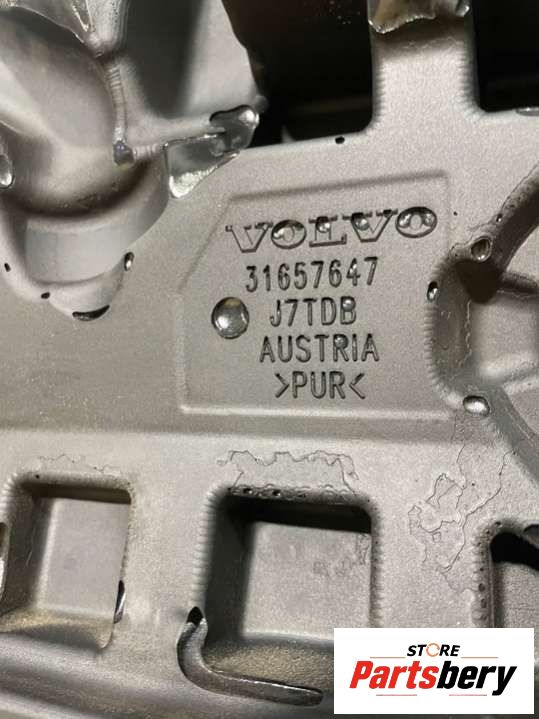 VOLVO
31657647
J7TDB
AUSTRIA
>PUR<
STORE
Partsbery